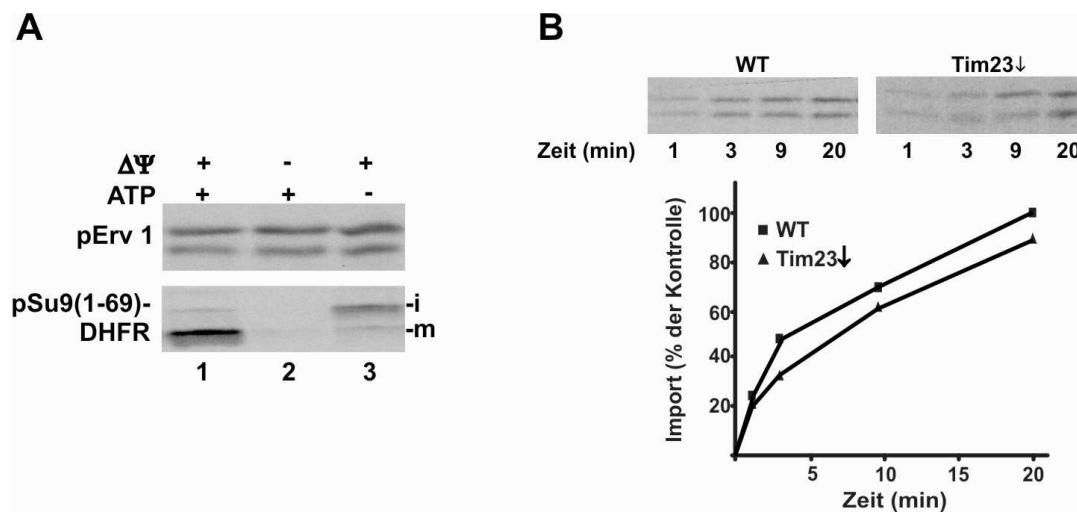 A
ΔΨ + - +
ATP + + -
pErv 1
pSu9(1-69)-
DHFR
-i
-m
1 2 3
B
WT
Tim23↓
Zeit (min) 1 3 9 20 1 3 9 20
Import (% der Kontrolle)
100
80
60
40
20
WT
Tim23↓
5 10 15 20
Zeit (min)